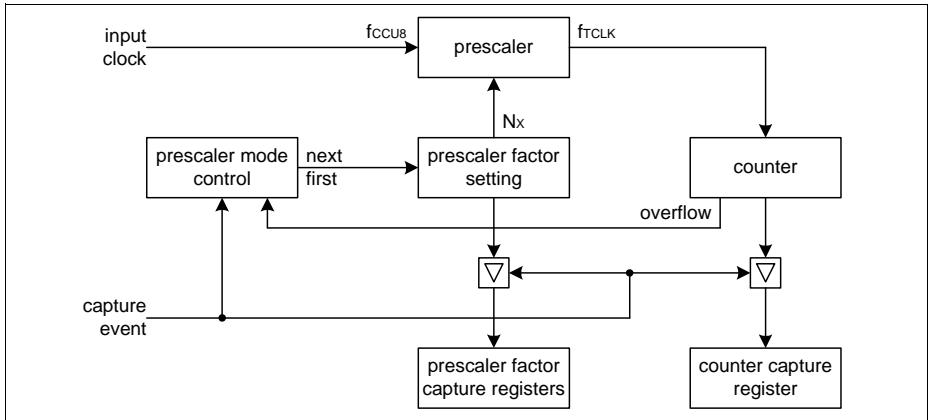 input
clock
fCCU8
prescaler
fTCLK
NX
prescaler mode
control
next
first
prescaler factor
setting
counter
overflow
capture
event
prescaler factor
capture registers
counter capture
register